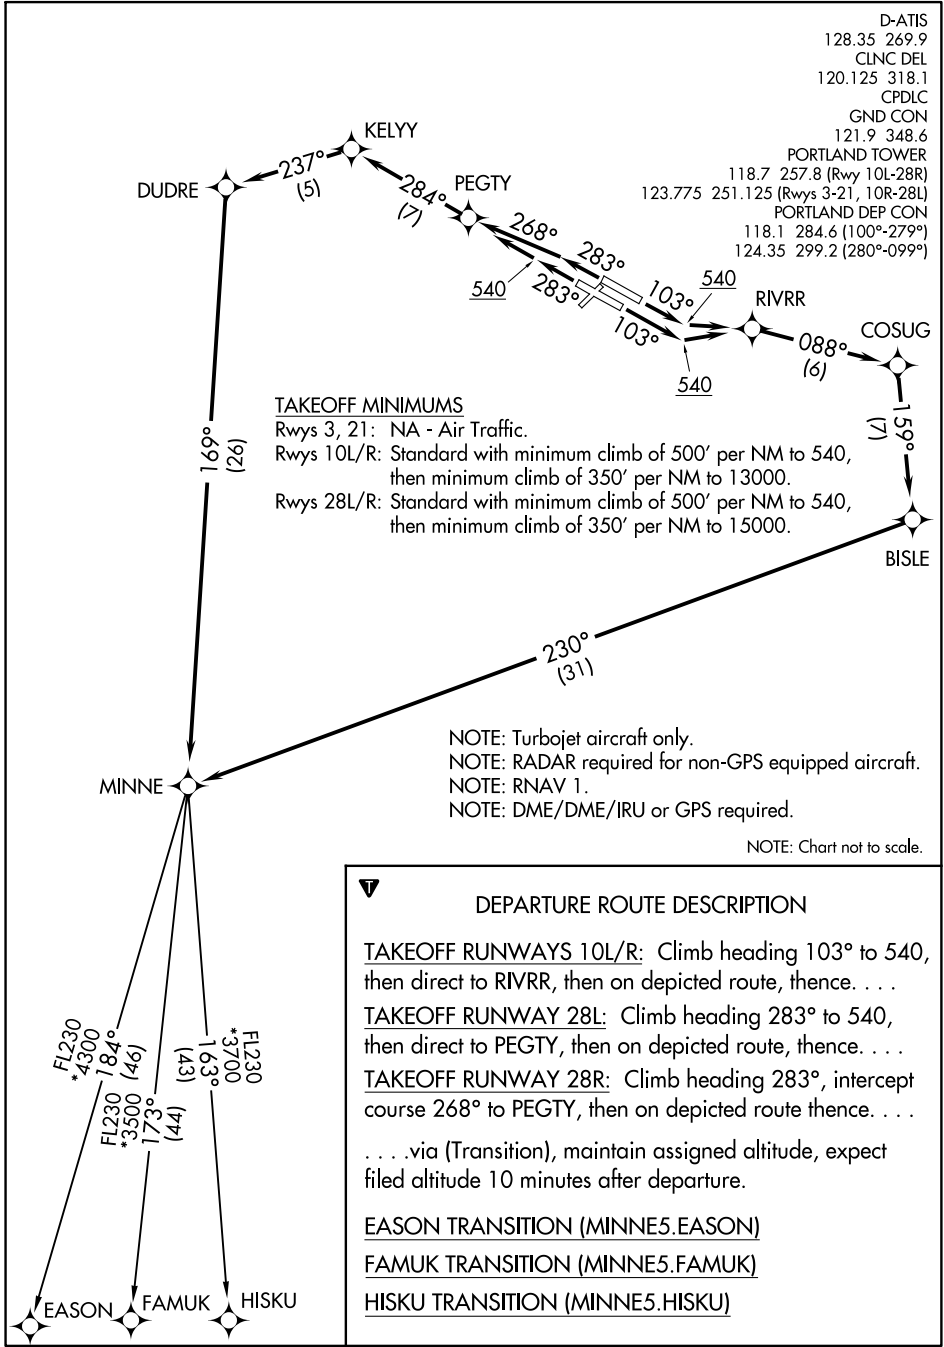 D-ATIS
128.35 269.9
CLNC DEL
120.125 318.1
CPDLC
GND CON
121.9 348.6
PORTLAND TOWER
118.7 257.8 (Rwy 10L-28R)
123.775 251.125 (Rwys 3-21, 10R-28L)
PORTLAND DEP CON
118.1 284.6 (100°-279°)
124.35 299.2 (280°-099°)
KELYY
237°
(5)
DUDRE
284°
(7)
PEGTY
268°
283°
540
283°
103°
540
103°
540
RIVRR
088°
(6)
COSUG
159°
(7)
BISLE
169°
(26)
TAKEOFF MINIMUMS
Rwys 3, 21: NA - Air Traffic.
Rwys 10L/R: Standard with minimum climb of 500' per NM to 540,
then minimum climb of 350' per NM to 13000.
Rwys 28L/R: Standard with minimum climb of 500' per NM to 540,
then minimum climb of 350' per NM to 15000.
230°
(31)
NOTE: Turbojet aircraft only.
NOTE: RADAR required for non-GPS equipped aircraft.
NOTE: RNAV 1.
NOTE: DME/DME/IRU or GPS required.
NOTE: Chart not to scale.
MINNE
FL230
*4300
184°
(46)
FL230
*3500
173°
(44)
FL230
*3700
163°
(43)
EASON
FAMUK
HISKU
T
DEPARTURE ROUTE DESCRIPTION
TAKEOFF RUNWAYS 10L/R: Climb heading 103° to 540,
then direct to RIVRR, then on depicted route, thence. . . .
TAKEOFF RUNWAY 28L: Climb heading 283° to 540,
then direct to PEGTY, then on depicted route, thence. . . .
TAKEOFF RUNWAY 28R: Climb heading 283°, intercept
course 268° to PEGTY, then on depicted route thence. . . .
. . . .via (Transition), maintain assigned altitude, expect
filed altitude 10 minutes after departure.
EASON TRANSITION (MINNE5.EASON)
FAMUK TRANSITION (MINNE5.FAMUK)
HISKU TRANSITION (MINNE5.HISKU)